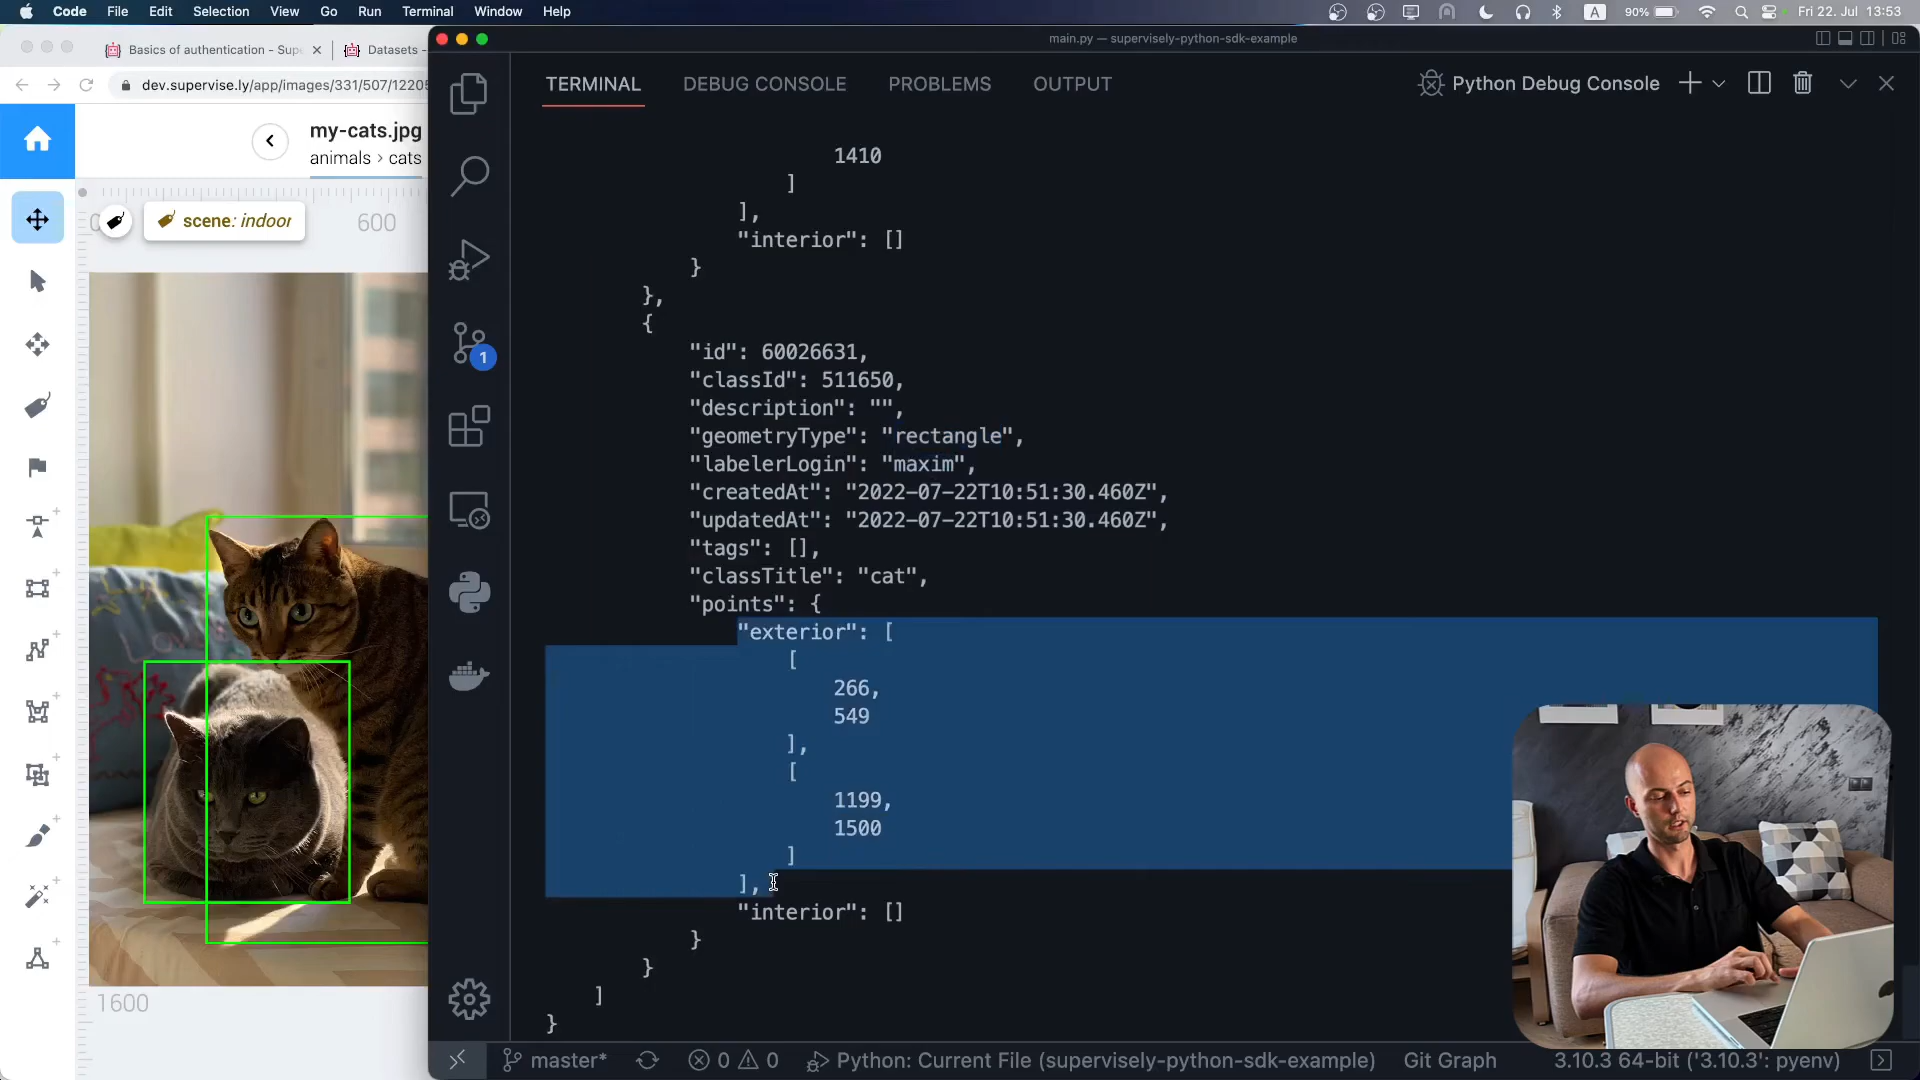 Code File Edit Selection View Go Run Terminal Window Help
A 90% Fri 22. Jul 13:53
Basics of authentication - Supe
Datasets -
main.py — supervisely-python-sdk-example
dev.supervise.ly/app/images/331/507/12205
TERMINAL DEBUG CONSOLE PROBLEMS OUTPUT
Python Debug Console
my-cats.jpg
animals › cats
scene: indoor
0 600
1410
]
],
"interior": []
}
},
{
"id": 60026631,
"classId": 511650,
"description": "",
"geometryType": "rectangle",
"labelerLogin": "maxim",
"createdAt": "2022-07-22T10:51:30.460Z",
"updatedAt": "2022-07-22T10:51:30.460Z",
"tags": [],
"classTitle": "cat",
"points": {
"exterior": [
[
266,
549
],
[
1199,
1500
]
],
"interior": []
}
}
]
}
1
1600
master* 0 0 Python: Current File (supervisely-python-sdk-example) Git Graph 3.10.3 64-bit ('3.10.3': pyenv)